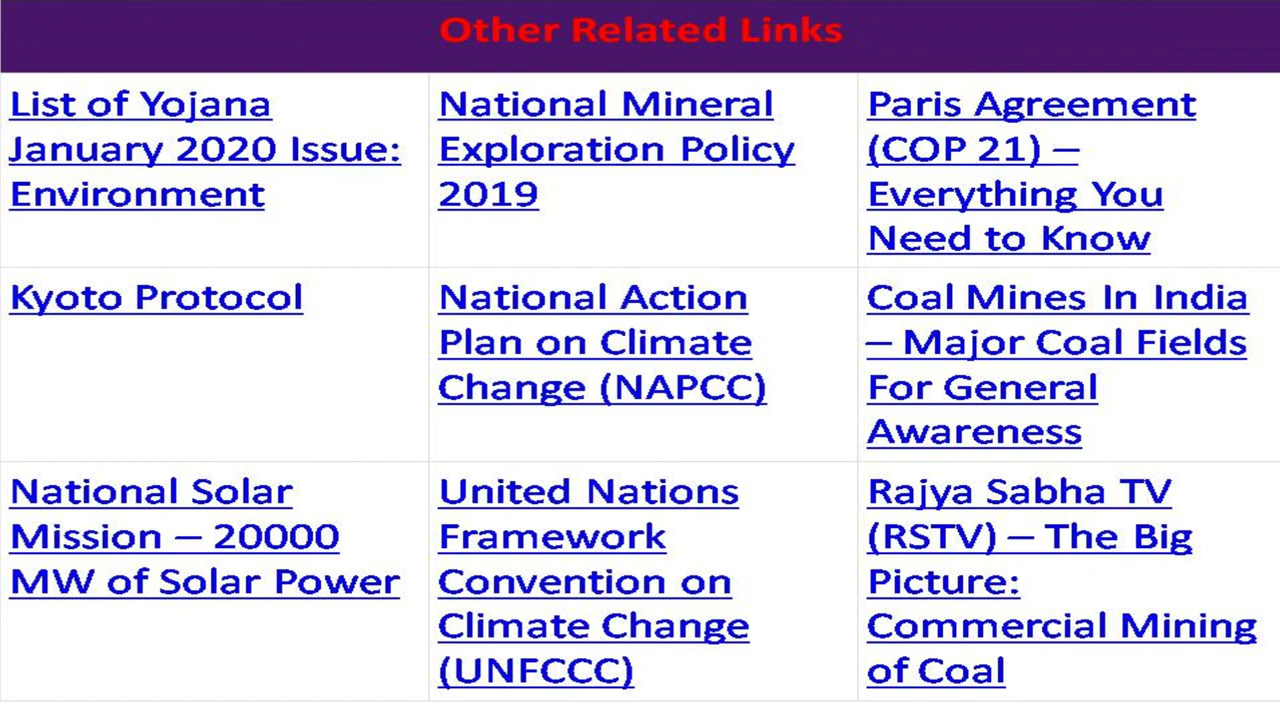 Other Related Links
List of Yojana
January 2020 Issue:
Environment
National Mineral
Exploration Policy
2019
Paris Agreement
(COP 21) –
Everything You
Need to Know
Kyoto Protocol
National Action
Plan on Climate
Change (NAPCC)
Coal Mines In India
– Major Coal Fields
For General
Awareness
National Solar
Mission – 20000
MW of Solar Power
United Nations
Framework
Convention on
Climate Change
(UNFCCC)
Rajya Sabha TV
(RSTV) – The Big
Picture:
Commercial Mining
of Coal